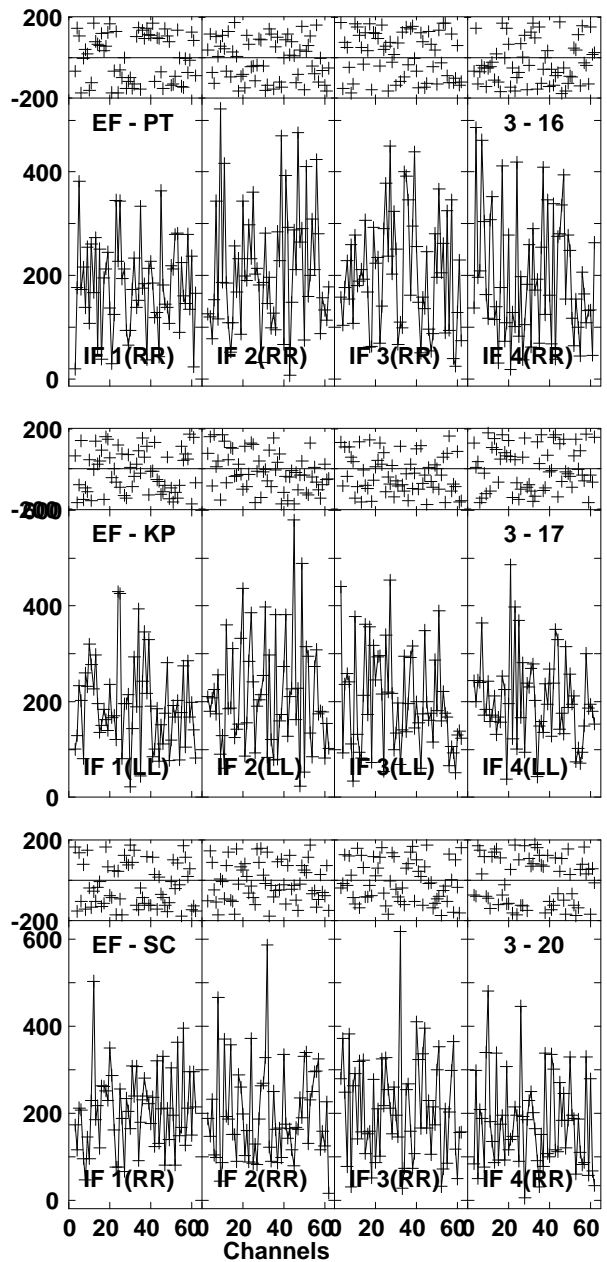 200
-200
EF - PT
3 - 16
400
200
IF 1(RR)
IF 2(RR)
IF 3(RR)
IF 4(RR)
0
200
-200
600
EF - KP
3 - 17
400
200
IF 1(LL)
IF 2(LL)
IF 3(LL)
IF 4(LL)
0
200
-200
600
EF - SC
3 - 20
400
200
IF 1(RR)
IF 2(RR)
IF 3(RR)
IF 4(RR)
0
0 20 40 60 0 20 40 60 0 20 40 60 0 20 40 60
Channels